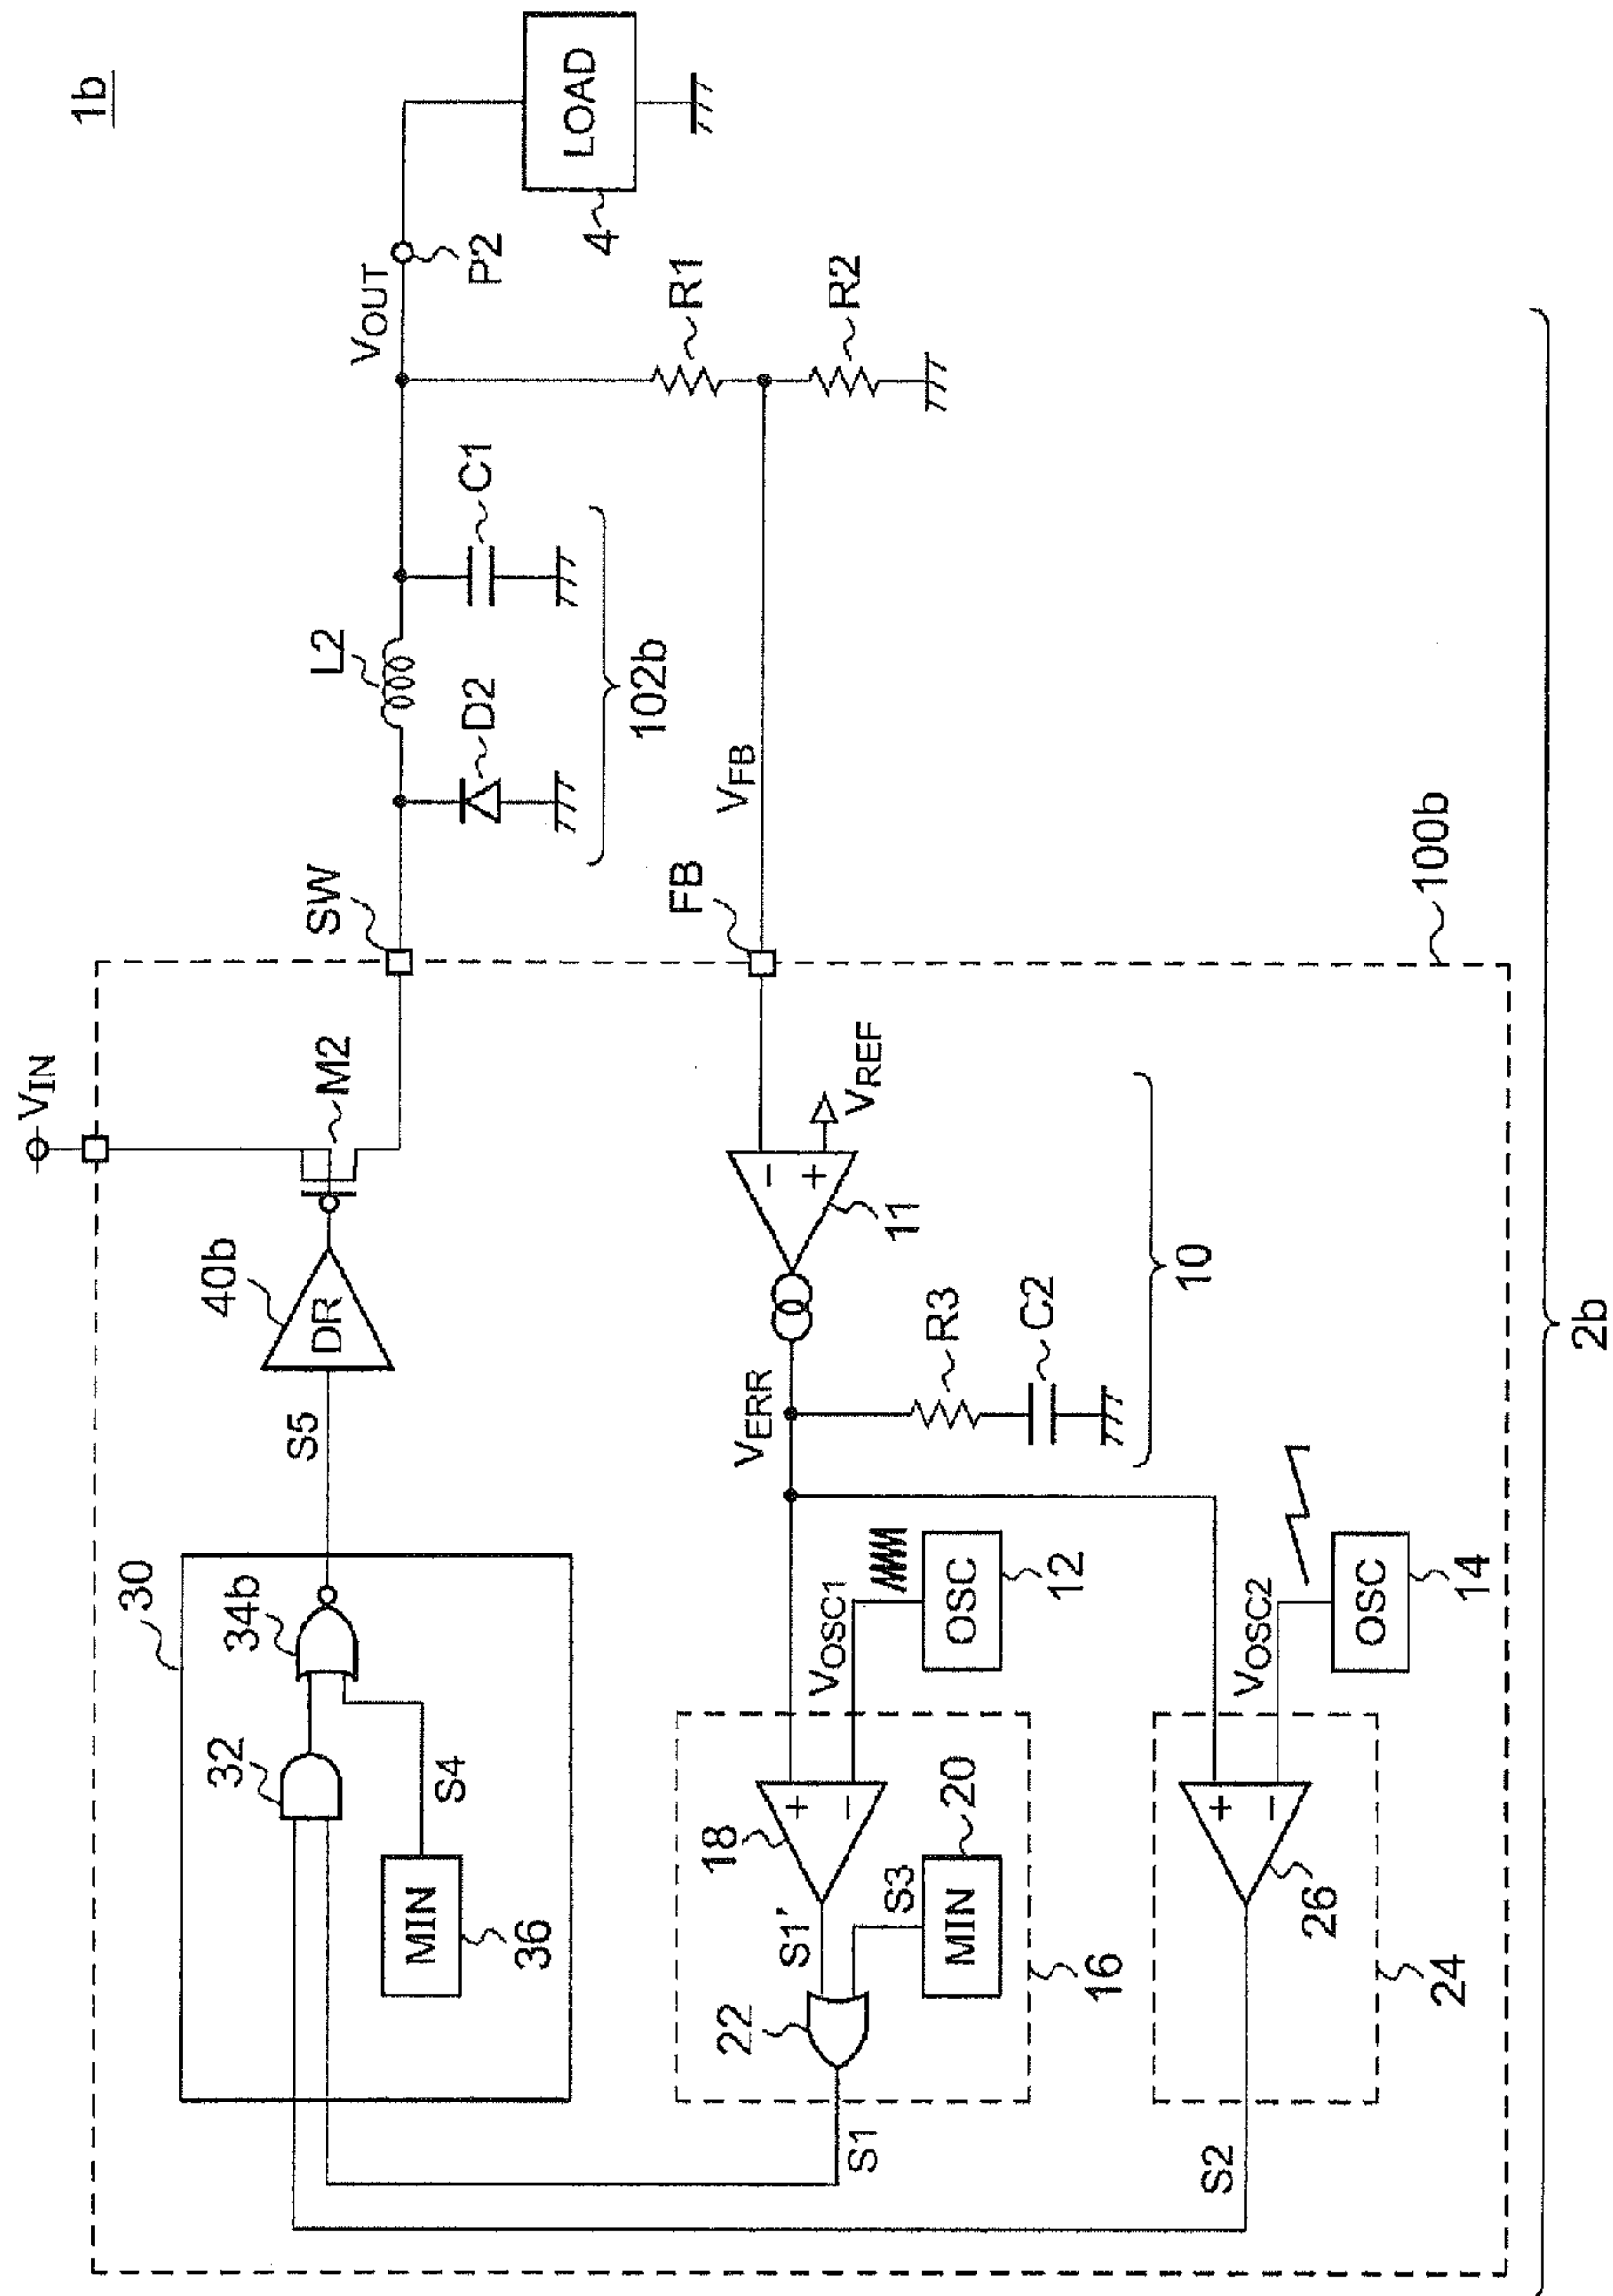 1b
VIN
30
34b
32
S4
MIN
36
S5
40b
DR
M2
SW
L2
D2
C1
102b
VOUT
P2
LOAD
4
R1
R2
VFB
FB
VREF
- +
11
10
VERR
R3
C2
VOSC1
OSC
12
18
+ -
S1'
S3
MIN
20
22
16
S1
VOSC2
OSC
14
+ -
26
24
S2
100b
2b